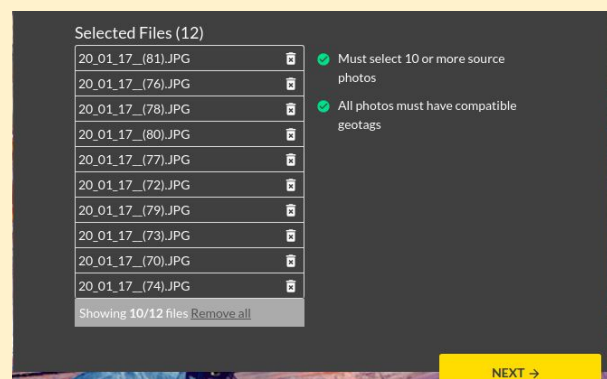 Selected Files (12)
20_01_17__(81).JPG
20_01_17__(76).JPG
20_01_17__(78).JPG
20_01_17__(80).JPG
20_01_17__(77).JPG
20_01_17__(72).JPG
20_01_17__(79).JPG
20_01_17__(73).JPG
20_01_17__(70).JPG
20_01_17__(74).JPG
Showing 10/12 files Remove all
Must select 10 or more source
photos
All photos must have compatible
geotags
NEXT →